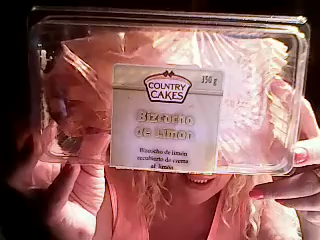 350 g
COUNTRY
CAKES
Bizcocho
de Limón
Bizcocho de limón
recubierto de crema
al limón